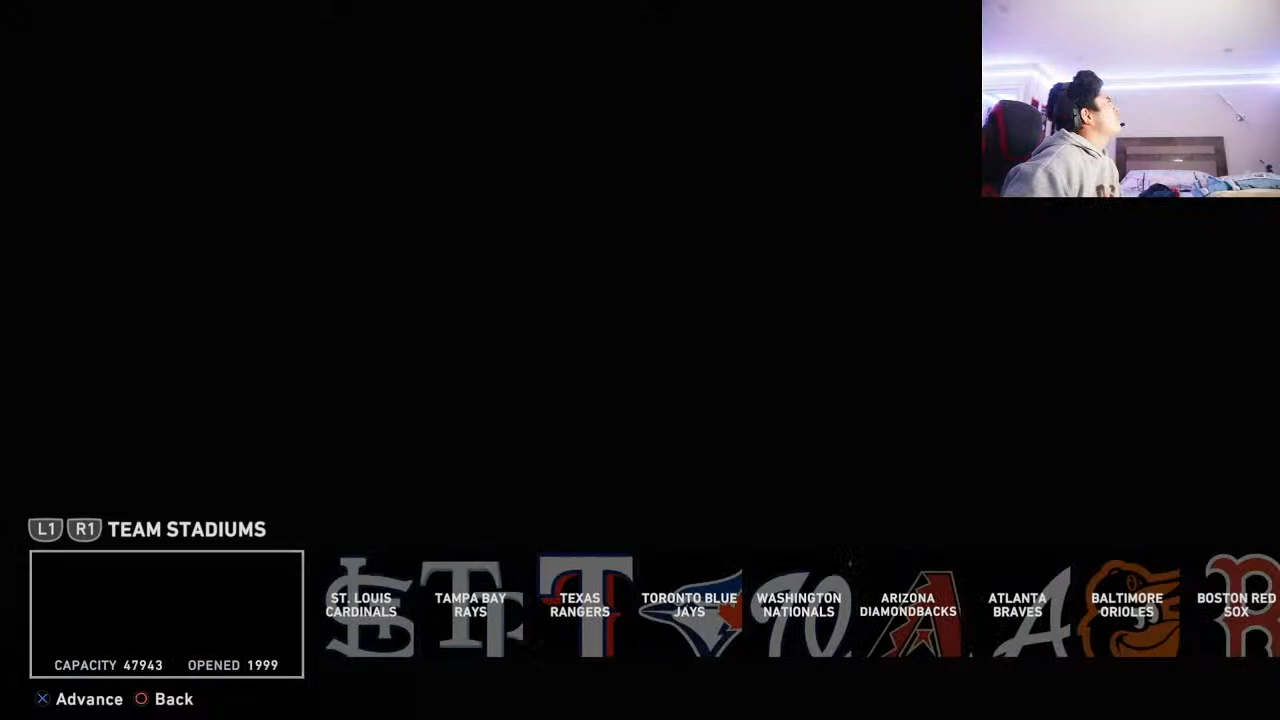 L1 R1 TEAM STADIUMS
ST. LOUIS
CARDINALS
TAMPA BAY
RAYS
TEXAS
RANGERS
TORONTO BLUE
JAYS
WASHINGTON
NATIONALS
ARIZONA
DIAMONDBACKS
ATLANTA
BRAVES
BALTIMORE
ORIOLES
BOSTON RED
SOX
CAPACITY 47943 OPENED 1999
Advance Back